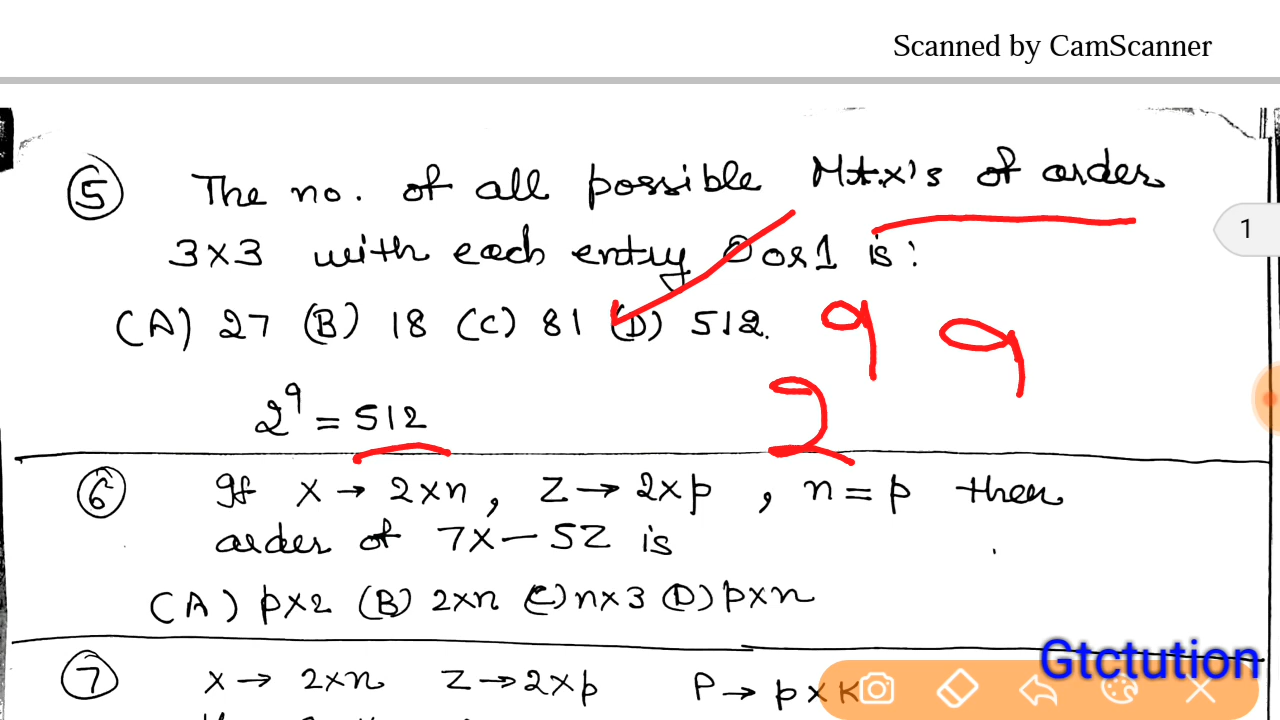 Scanned by CamScanner
⑤ The no. of all possible Mtx's of order
3×3 with each entry 0 or 1 is:
(A) 27 (B) 18 (C) 81 (D) 512.
9 9
2
2⁹ = 512
1
⑥ If X → 2×n, Z → 2×p, n = p then
order of 7X – 5Z is
(A) p×2 (B) 2×n (C) n×3 (D) p×n
Gtctution
⑦ X → 2×n Z → 2×p P → p×K